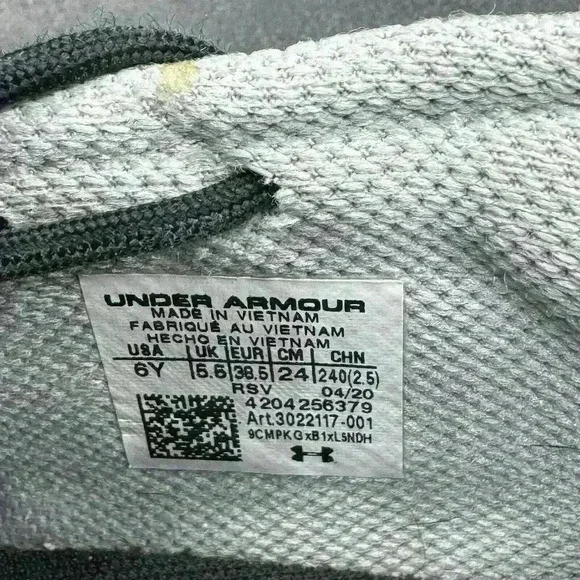 UNDER ARMOUR
MADE IN VIETNAM
FABRIQUÉ AU VIETNAM
HECHO EN VIETNAM
USA UK EUR CM CHN
6Y 5.5 38.5 24 240(2.5)
RSV 04/20
4204256379
Art.3022117-001
9CMPKGxB1xL5NDH